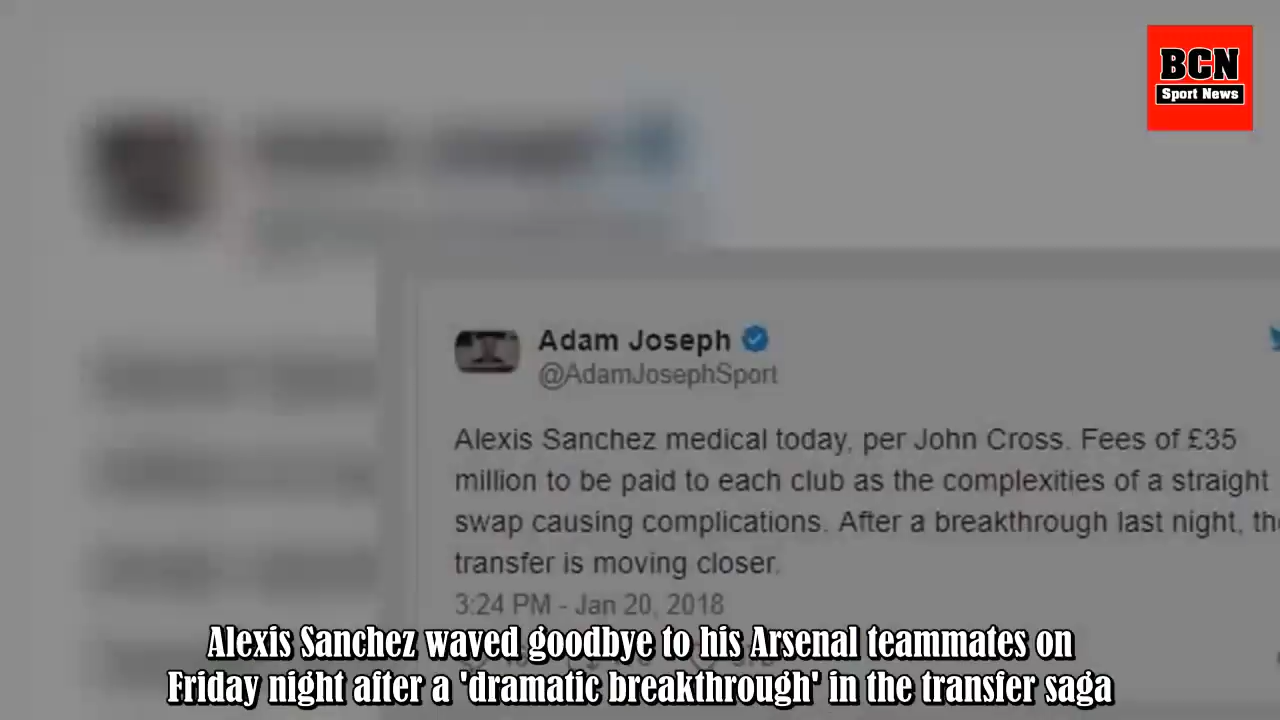 BCN
Sport News
Adam Joseph
@AdamJosephSport
Alexis Sanchez medical today, per John Cross. Fees of £35
million to be paid to each club as the complexities of a straight
swap causing complications. After a breakthrough last night, the
transfer is moving closer.
3:24 PM - Jan 20, 2018
Alexis Sanchez waved goodbye to his Arsenal teammates on
Friday night after a 'dramatic breakthrough' in the transfer saga